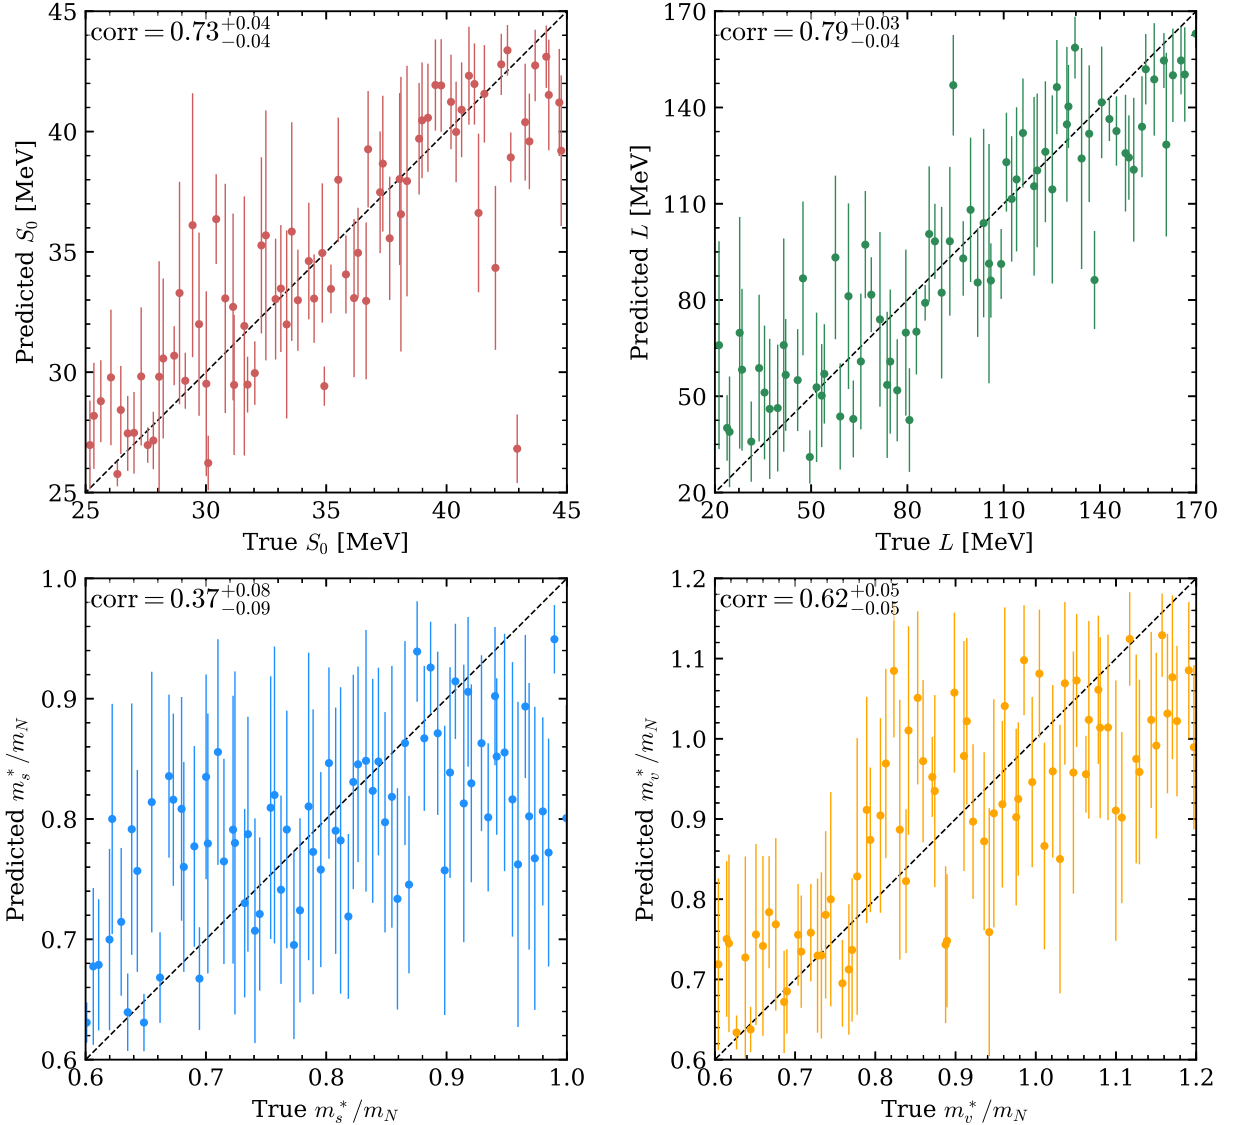 corr = 0.73^{+0.04}_{-0.04}
45
40
35
30
25
Predicted S_0 [MeV]
25 30 35 40 45
True S_0 [MeV]
corr = 0.79^{+0.03}_{-0.04}
170
140
110
80
50
20
Predicted L [MeV]
20 50 80 110 140 170
True L [MeV]
corr = 0.37^{+0.08}_{-0.09}
1.0
0.9
0.8
0.7
0.6
Predicted m_s^*/m_N
0.6 0.7 0.8 0.9 1.0
True m_s^*/m_N
corr = 0.62^{+0.05}_{-0.05}
1.2
1.1
1.0
0.9
0.8
0.7
0.6
Predicted m_v^*/m_N
0.6 0.7 0.8 0.9 1.0 1.1 1.2
True m_v^*/m_N